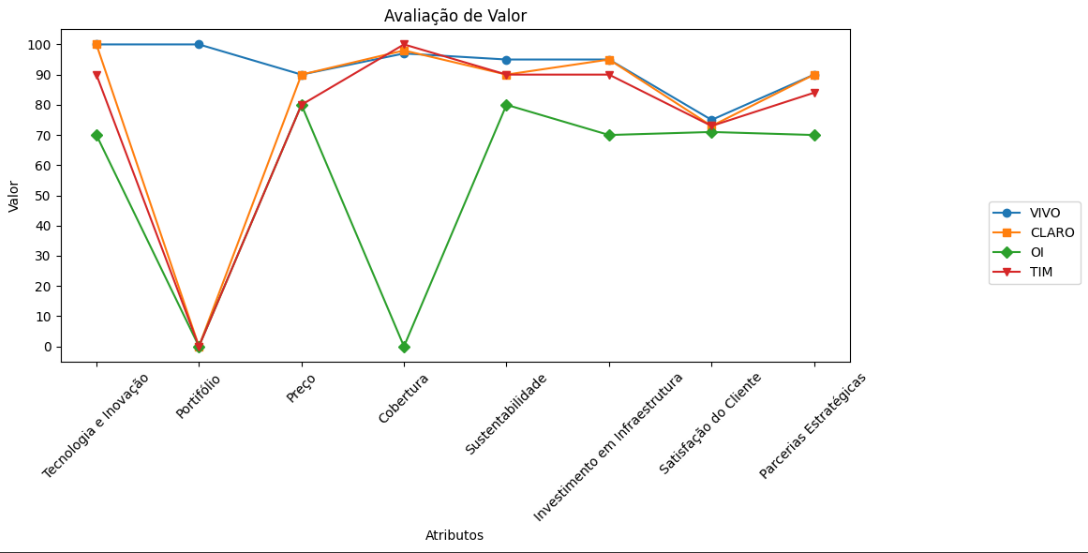 Avaliação de Valor
Valor
100
90
80
70
60
50
40
30
20
10
0
Tecnologia e Inovação
Portifólio
Preço
Cobertura
Sustentabilidade
Investimento em Infraestrutura
Satisfação do Cliente
Parcerias Estratégicas
Atributos
VIVO
CLARO
OI
TIM